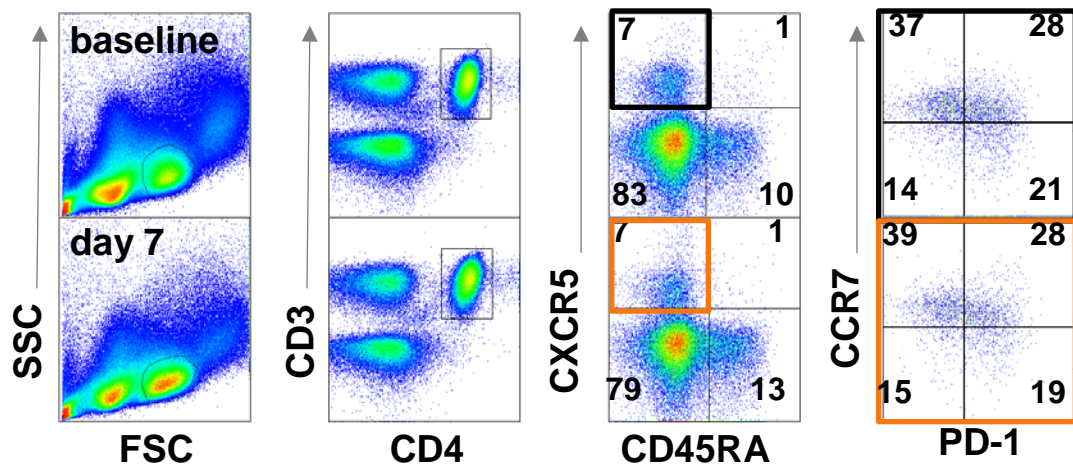 baseline
7 1
37 28
83 10
14 21
day 7
7 1
39 28
79 13
15 19
SSC
CD3
CXCR5
CCR7
FSC
CD4
CD45RA
PD-1